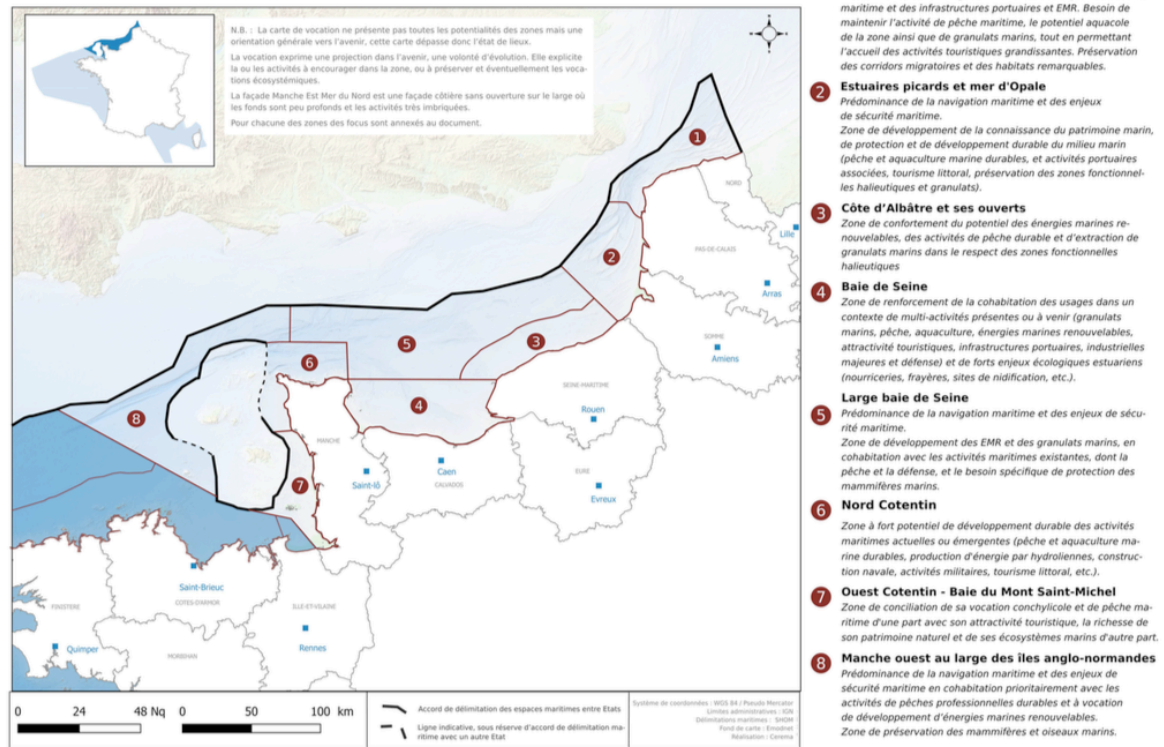 N.B. : La carte de vocation ne présente pas toutes les potentialités des zones mais une
orientation générale vers l'avenir, cette carte dépasse donc l'état de lieux.
La vocation exprime une projection dans l'avenir, une volonté d'évolution. Elle explicite
la ou les activités à encourager dans la zone, ou à préserver et éventuellement les voca-
tions écosystémiques.
La façade Manche Est Mer du Nord est une façade côtière sans ouverture sur le large où
les fonds sont peu profonds et les activités très imbriquées.
Pour chacune des zones des focus sont annexés au document.
1
NORD
Lille
2
PAS-DE-CALAIS
Arras
3
SOMME
Amiens
5
6
4
SEINE-MARITIME
Rouen
8
MANCHE
Caen
CALVADOS
Saint-lô
EURE
Evreux
7
Saint-Brieuc
COTES-D'ARMOR
FINISTERE
ILLE-ET-VILAINE
Rennes
Quimper
MORBIHAN
0 24 48 Nq
0 50 100 km
Accord de délimitation des espaces maritimes entre Etats
Ligne indicative, sous réserve d'accord de délimitation ma-
ritime avec un autre Etat
Système de coordonnées : WGS 84 / Pseudo Mercator
Limites administratives : IGN
Délimitations maritimes : SHOM
Fond de carte : Emodnet
Réalisation : Cerema
maritime et des infrastructures portuaires et EMR. Besoin de
maintenir l'activité de pêche maritime, le potentiel aquacole
de la zone ainsi que de granulats marins, tout en permettant
l'accueil des activités touristiques grandissantes. Préservation
des corridors migratoires et des habitats remarquables.
2 Estuaires picards et mer d'Opale
Prédominance de la navigation maritime et des enjeux
de sécurité maritime.
Zone de développement de la connaissance du patrimoine marin,
de protection et de développement durable du milieu marin
(pêche et aquaculture marine durables, et activités portuaires
associées, tourisme littoral, préservation des zones fonctionnel-
les halieutiques et granulats).
3 Côte d'Albâtre et ses ouverts
Zone de confortement du potentiel des énergies marines re-
nouvelables, des activités de pêche durable et d'extraction de
granulats marins dans le respect des zones fonctionnelles
halieutiques
4 Baie de Seine
Zone de renforcement de la cohabitation des usages dans un
contexte de multi-activités présentes ou à venir (granulats
marins, pêche, aquaculture, énergies marines renouvelables,
attractivité touristiques, infrastructures portuaires, industrielles
majeures et défense) et de forts enjeux écologiques estuariens
(nourriceries, frayères, sites de nidification, etc.).
5 Large baie de Seine
Prédominance de la navigation maritime et des enjeux de sécu-
rité maritime.
Zone de développement des EMR et des granulats marins, en
cohabitation avec les activités maritimes existantes, dont la
pêche et la défense, et le besoin spécifique de protection des
mammifères marins.
6 Nord Cotentin
Zone à fort potentiel de développement durable des activités
maritimes actuelles ou émergentes (pêche et aquaculture ma-
rine durables, production d'énergie par hydroliennes, construc-
tion navale, activités militaires, tourisme littoral, etc.).
7 Ouest Cotentin - Baie du Mont Saint-Michel
Zone de conciliation de sa vocation conchylicole et de pêche ma-
ritime d'une part avec son attractivité touristique, la richesse de
son patrimoine naturel et de ses écosystèmes marins d'autre part.
8 Manche ouest au large des îles anglo-normandes
Prédominance de la navigation maritime et des enjeux de
sécurité maritime en cohabitation prioritairement avec les
activités de pêches professionnelles durables et à vocation
de développement d'énergies marines renouvelables.
Zone de préservation des mammifères et oiseaux marins.